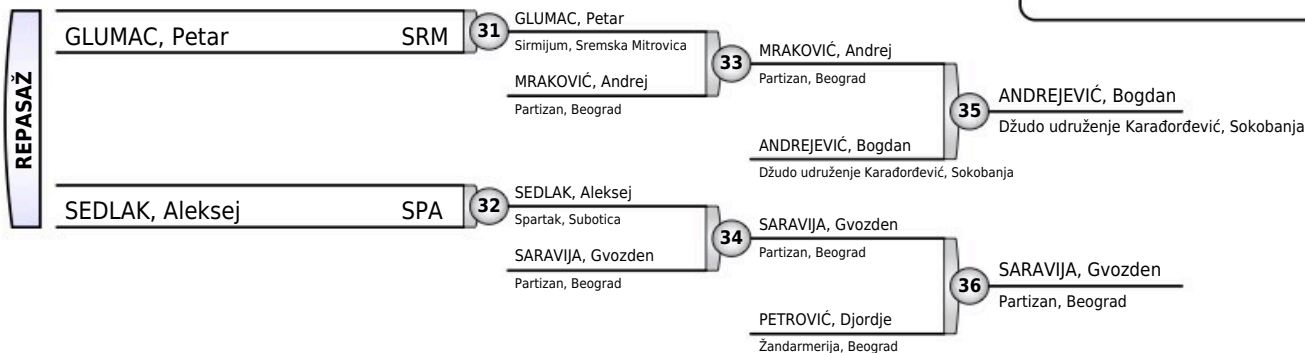 REPASAŽ
GLUMAC, Petar SRM
31
GLUMAC, Petar
Sirmijum, Sremska Mitrovica
MRAKOVIĆ, Andrej
Partizan, Beograd
33
MRAKOVIĆ, Andrej
Partizan, Beograd
ANDREJEVIĆ, Bogdan
Džudo udruženje Karađorđević, Sokobanja
35
ANDREJEVIĆ, Bogdan
Džudo udruženje Karađorđević, Sokobanja
SEDLAK, Aleksej SPA
32
SEDLAK, Aleksej
Spartak, Subotica
SARAVIJA, Gvozden
Partizan, Beograd
34
SARAVIJA, Gvozden
Partizan, Beograd
PETROVIĆ, Djordje
Žandarmerija, Beograd
36
SARAVIJA, Gvozden
Partizan, Beograd